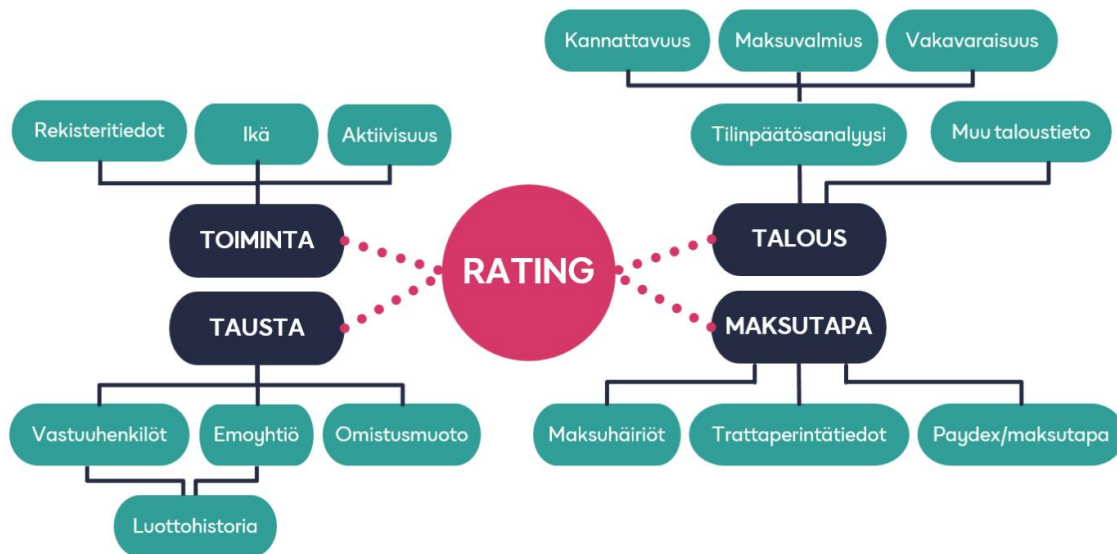 Kannattavuus
Maksuvalmius
Vakavaraisuus
Rekisteritiedot
Ikä
Aktiivisuus
Tilinpäätösanalyysi
Muu taloustieto
TOIMINTA
TALOUS
RATING
TAUSTA
MAKSUTAPA
Vastuuhenkilöt
Emoyhtiö
Omistusmuoto
Maksuhäiriöt
Trattaperintätiedot
Paydex/maksutapa
Luottohistoria